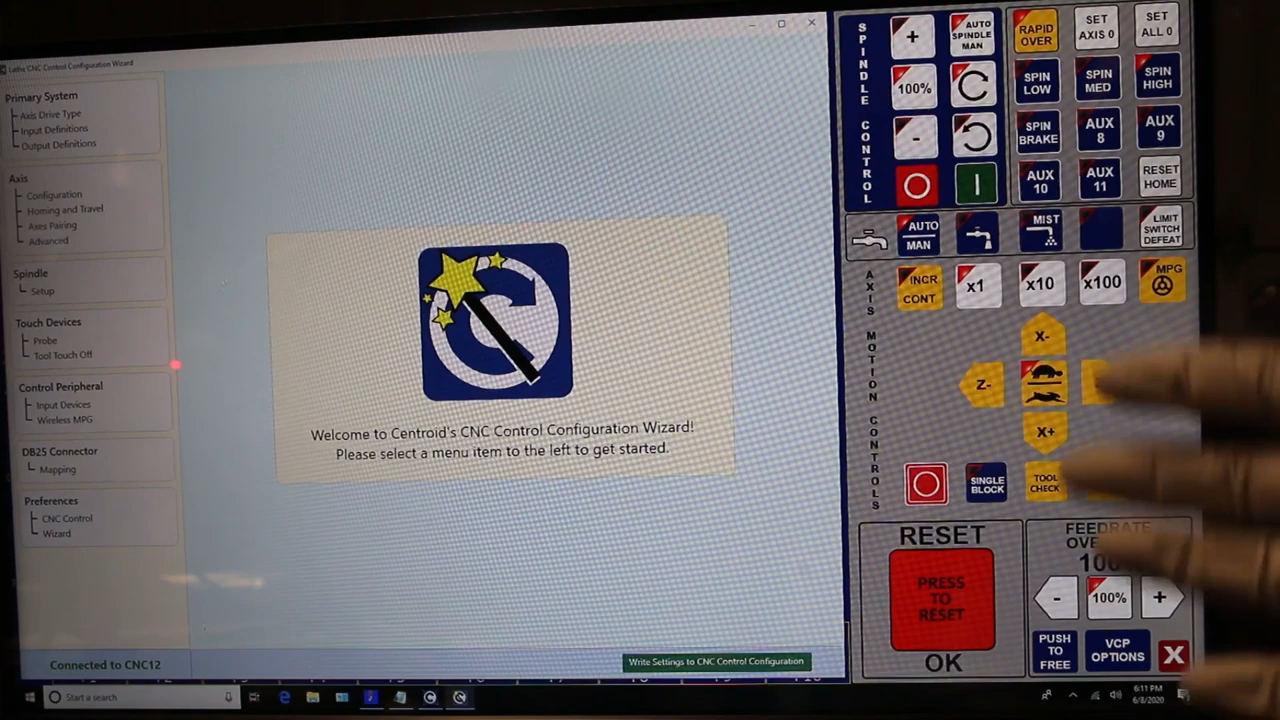 Lathe CNC Control Configuration Wizard
Primary System
Axis Drive Type
Input Definitions
Output Definitions
Axis
Configuration
Homing and Travel
Axes Pairing
Advanced
Spindle
Setup
Touch Devices
Probe
Tool Touch Off
Control Peripheral
Input Devices
Wireless MPG
DB25 Connector
Mapping
Preferences
CNC Control
Wizard
Connected to CNC12
Welcome to Centroid's CNC Control Configuration Wizard!
Please select a menu item to the left to get started.
Write Settings to CNC Control Configuration
SPINDLE CONTROL
+
AUTO
SPINDLE
MAN
100%
-
RAPID
OVER
SET
AXIS 0
SET
ALL 0
SPIN
LOW
SPIN
MED
SPIN
HIGH
SPIN
BRAKE
AUX
8
AUX
9
AUX
10
AUX
11
RESET
HOME
AUTO
MAN
MIST
LIMIT
SWITCH
DEFEAT
AXIS MOTION CONTROLS
INCR
CONT
x1
x10
x100
MPG
X-
Z-
X+
SINGLE
BLOCK
TOOL
CHECK
RESET
PRESS
TO
RESET
OK
FEEDRATE
-
100%
+
PUSH
TO
FREE
VCP
OPTIONS
X
Start a search
6:11 PM
6/8/2020